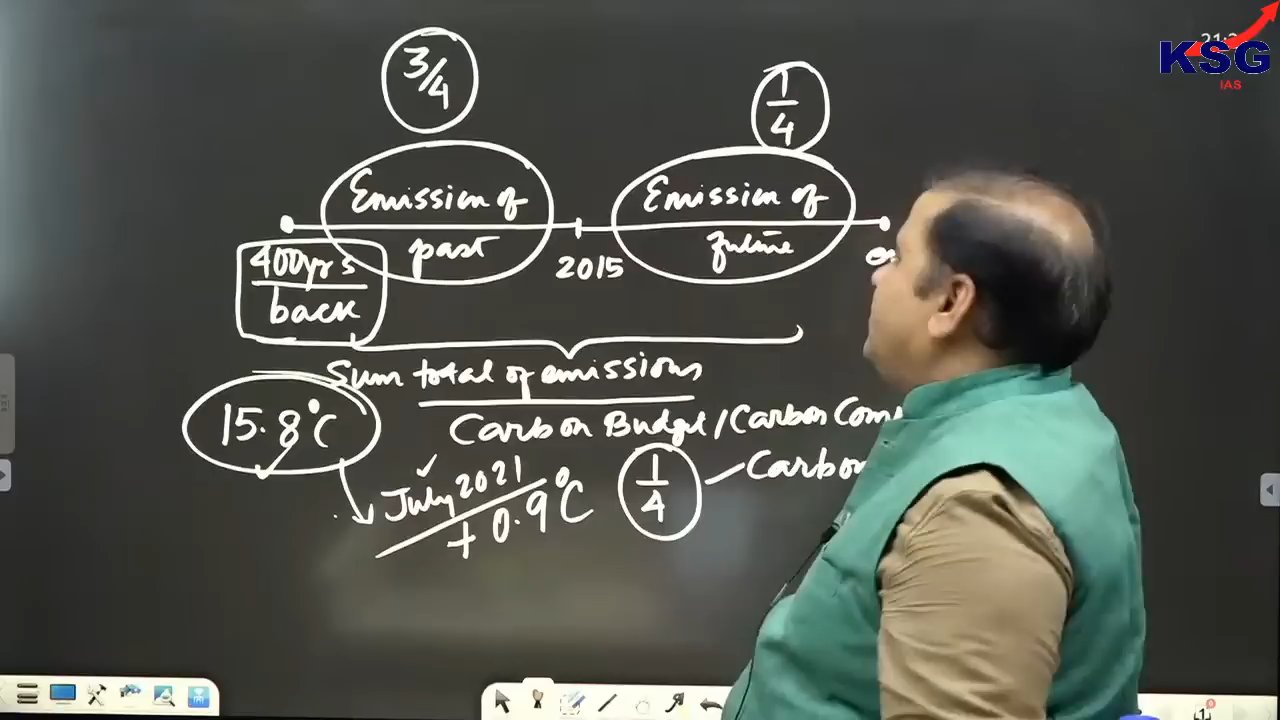 3/4
1/4
KSG
IAS
Emission of
past
Emission of
future
400yrs
back
2015
Sum total of emissions
15.8°C
Carbon Budget/Carbon
July 2021
+ 0.9°C
1/4
Carbon